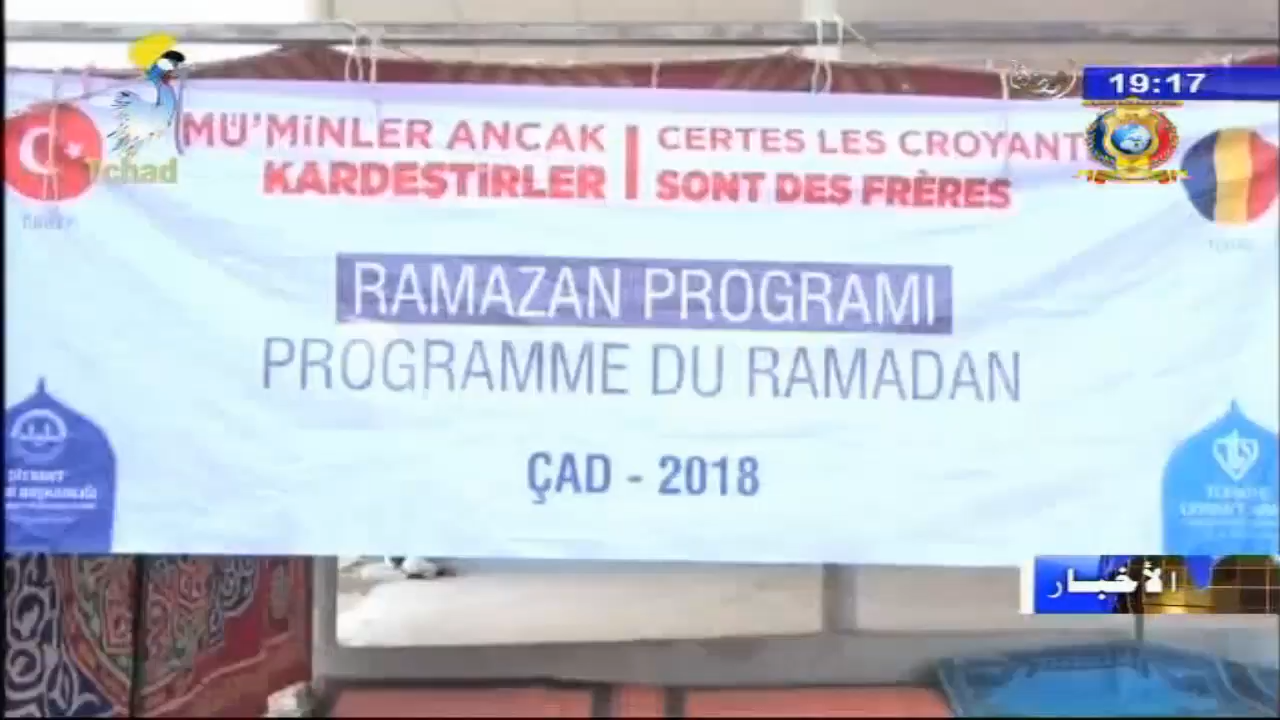 19:17
Tchad
MÜ'MİNLER ANCAK
KARDEŞTİRLER
CERTES LES CROYANT
SONT DES FRÈRES
RAMAZAN PROGRAMI
PROGRAMME DU RAMADAN
ÇAD - 2018
الأخبار